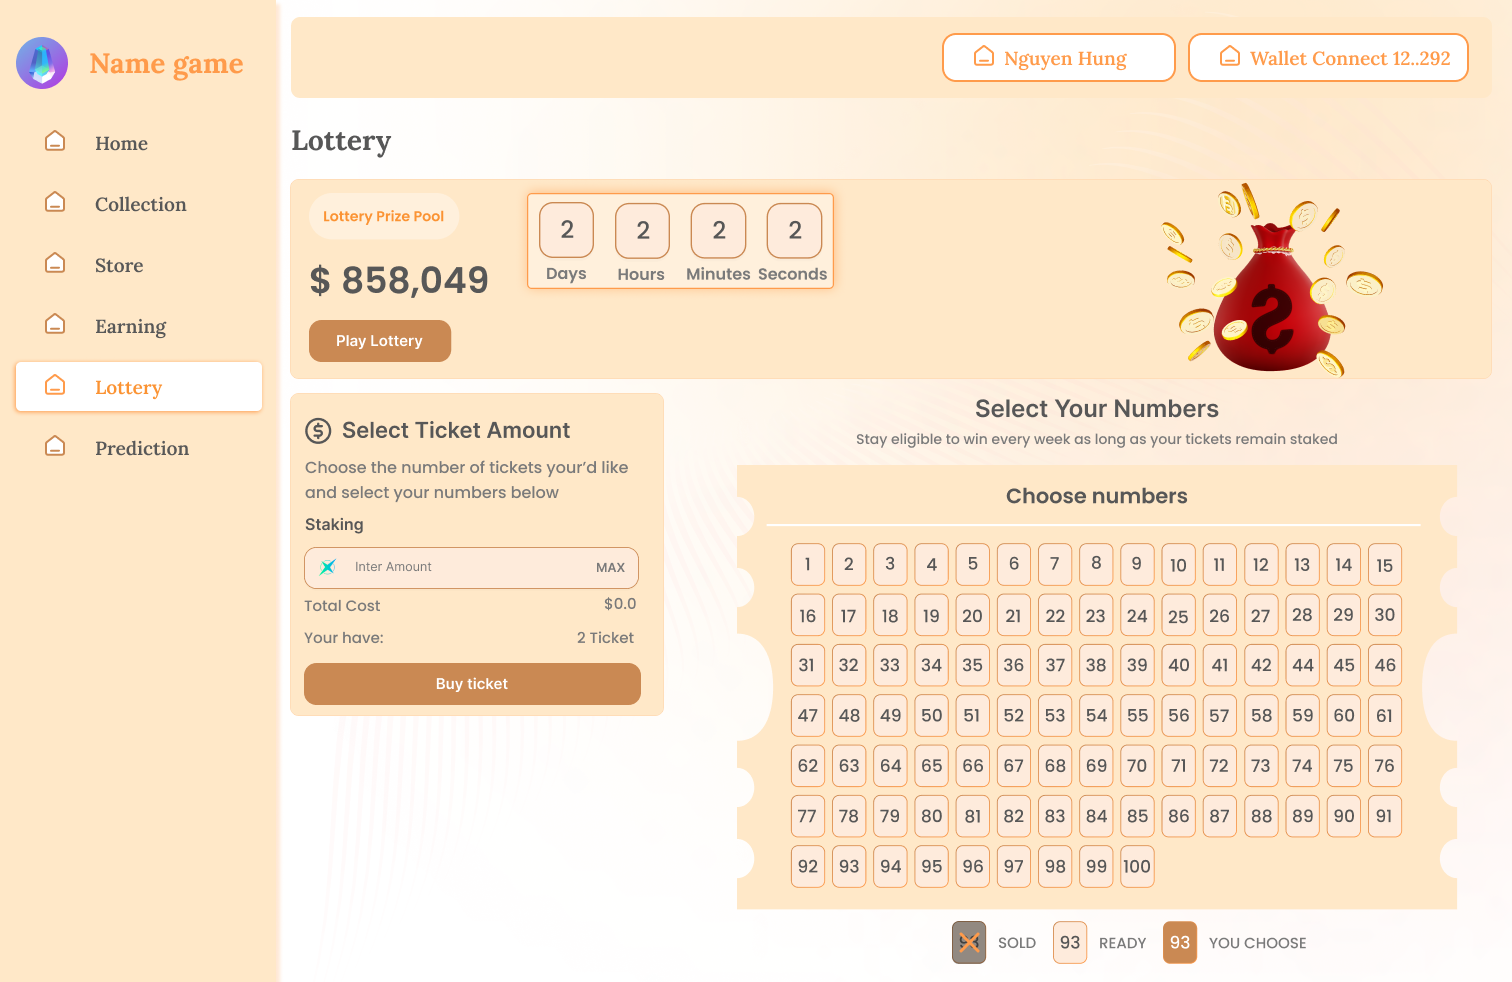 Name game
Home
Collection
Store
Earning
Lottery
Prediction
Nguyen Hung
Wallet Connect 12..292
Lottery
Lottery Prize Pool
$ 858,049
Play Lottery
2 2 2 2
Days Hours Minutes Seconds
$
Select Ticket Amount
Choose the number of tickets your’d like
and select your numbers below
Staking
Inter Amount MAX
Total Cost $0.0
Your have: 2 Ticket
Buy ticket
Select Your Numbers
Stay eligible to win every week as long as your tickets remain staked
Choose numbers
1 2 3 4 5 6 7 8 9 10 11 12 13 14 15
16 17 18 19 20 21 22 23 24 25 26 27 28 29 30
31 32 33 34 35 36 37 38 39 40 41 42 44 45 46
47 48 49 50 51 52 53 54 55 56 57 58 59 60 61
62 63 64 65 66 67 68 69 70 71 72 73 74 75 76
77 78 79 80 81 82 83 84 85 86 87 88 89 90 91
92 93 94 95 96 97 98 99 100
SOLD 93 READY 93 YOU CHOOSE